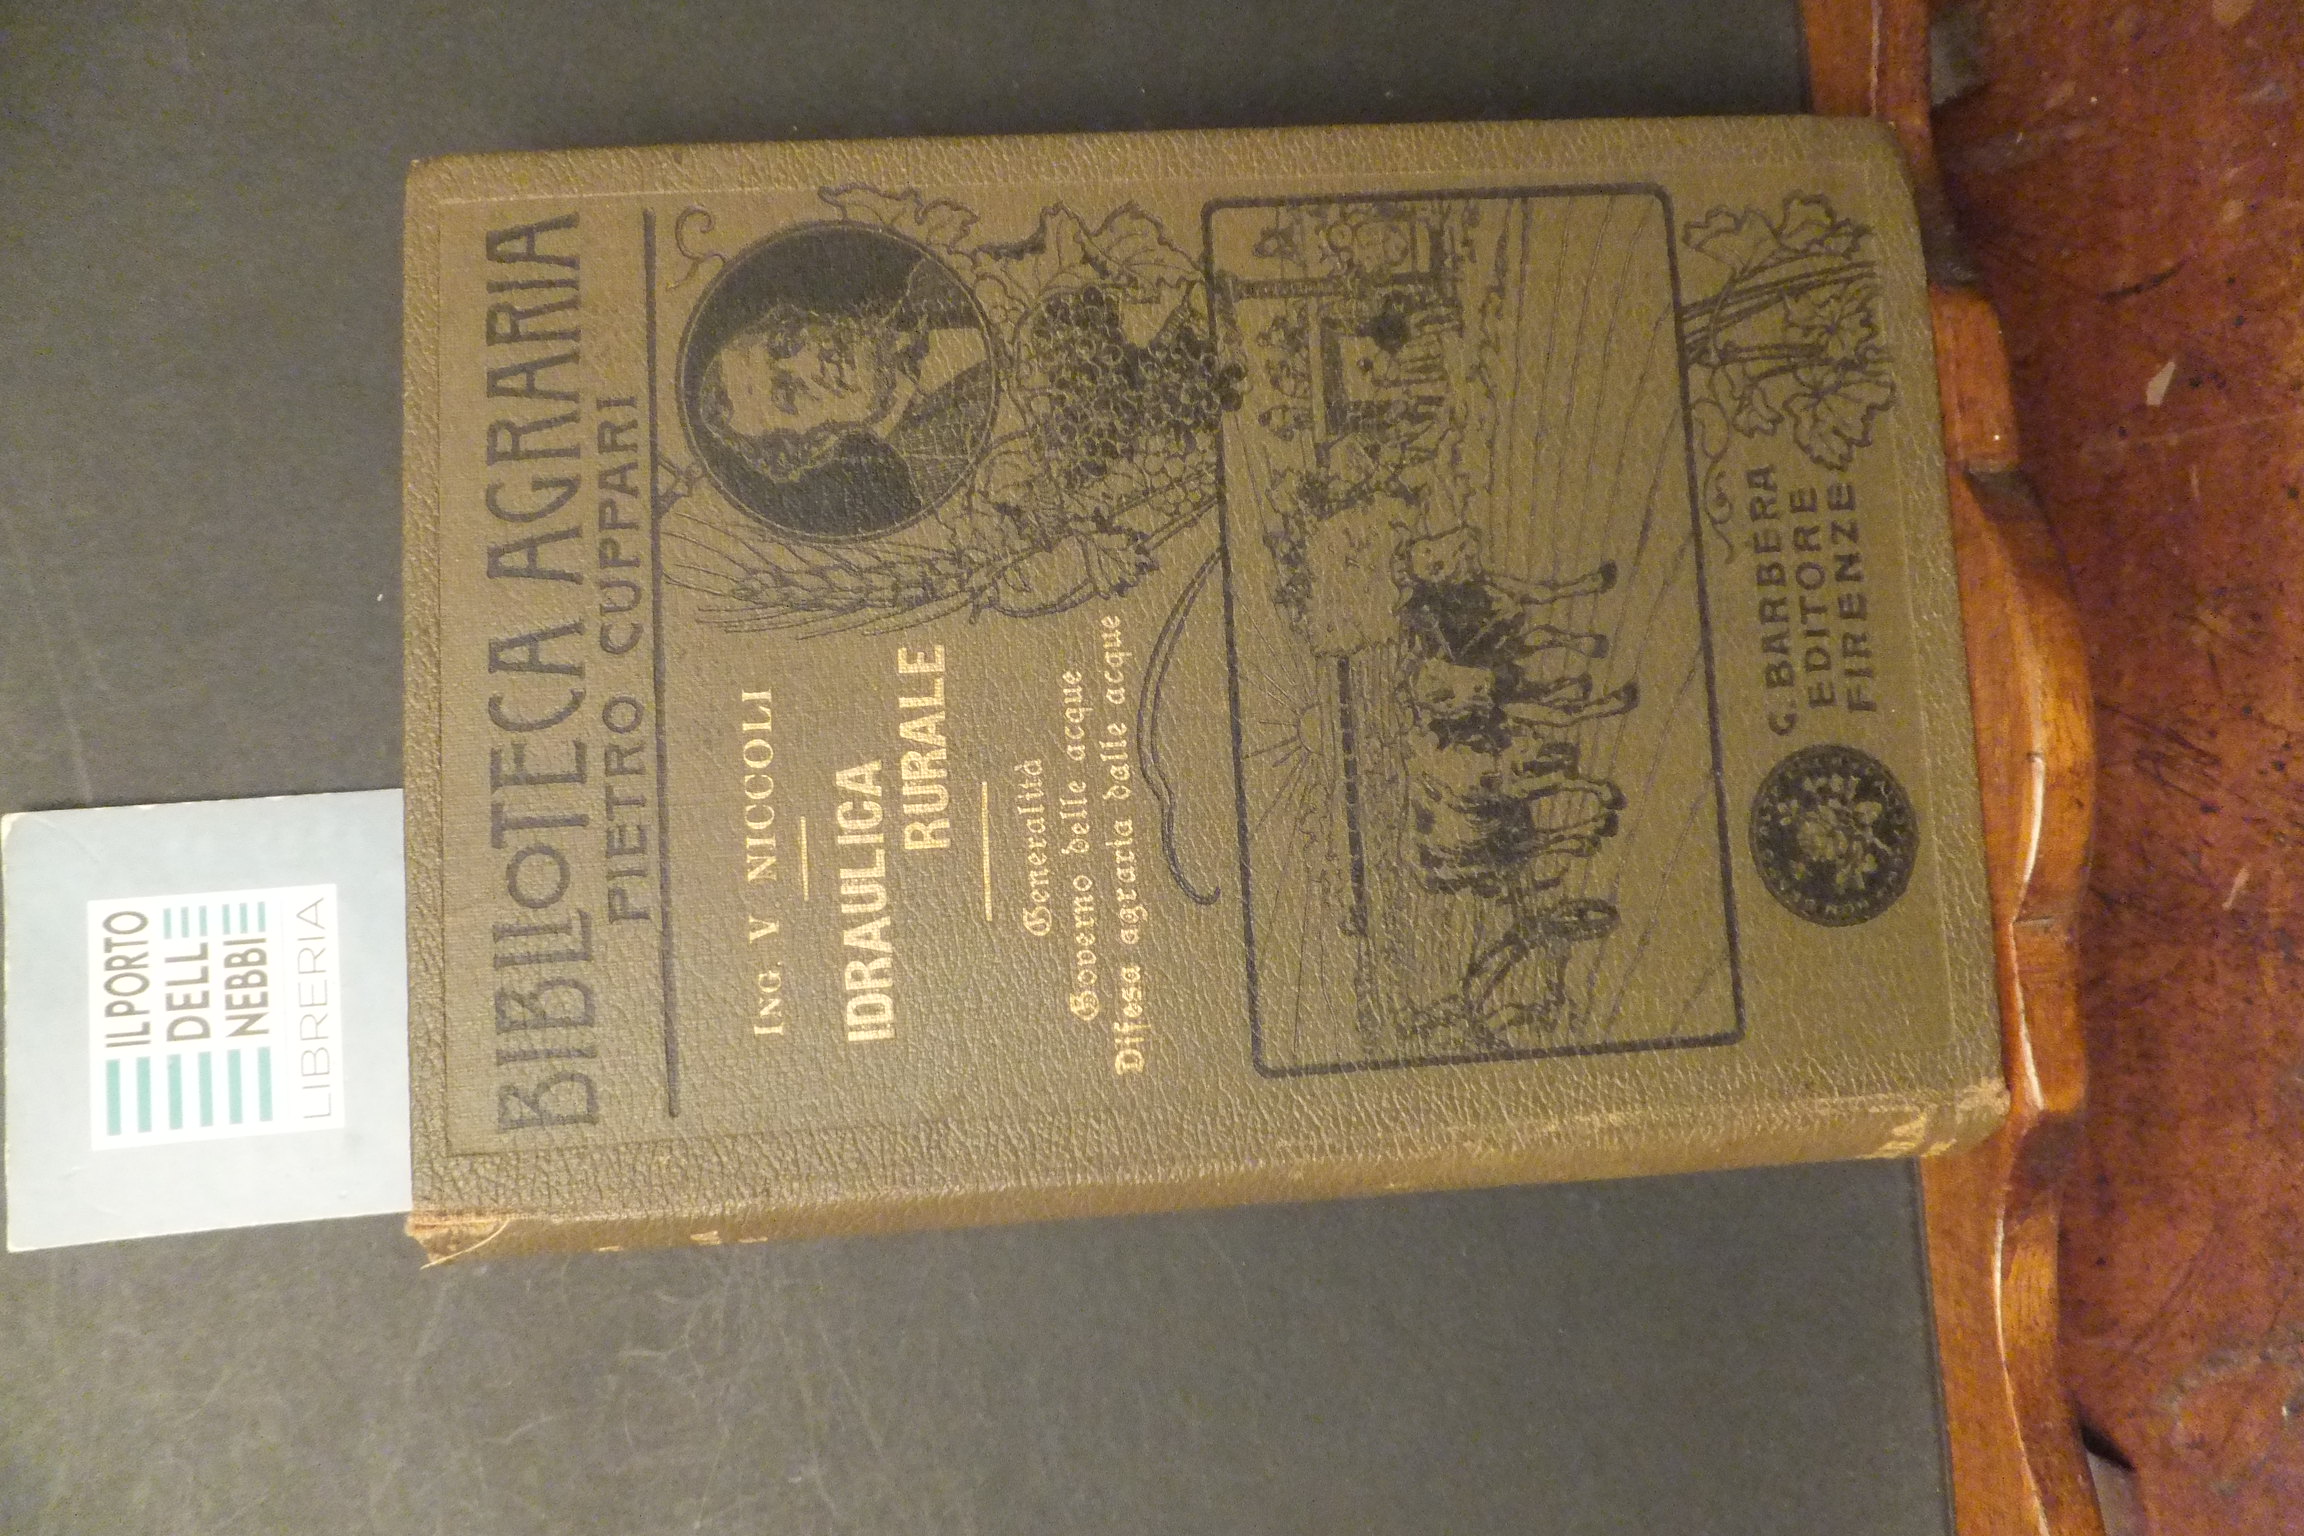 IL PORTO
DELLE
NEBBIE
LIBRERIA
BIBLIOTECA AGRARIA
PIETRO CUPPARI
ING. V. NICCOLI
IDRAULICA
RURALE
Generalità
Governo delle acque
Difesa agraria dalle acque
G. BARBÈRA
EDITORE
FIRENZE